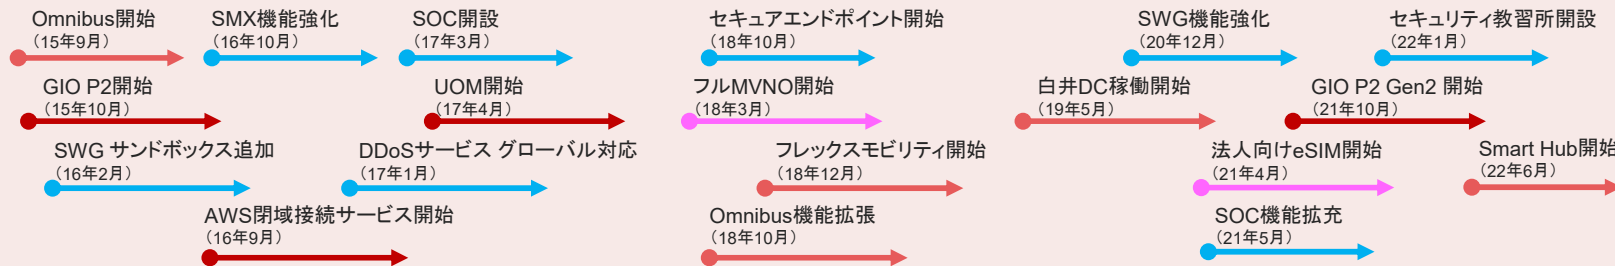 Omnibus開始
（15年9月）
SMX機能強化
（16年10月）
SOC開設
（17年3月）
セキュアエンドポイント開始
（18年10月）
SWG機能強化
（20年12月）
セキュリティ教習所開設
（22年1月）
GIO P2開始
（15年10月）
UOM開始
（17年4月）
フルMVNO開始
（18年3月）
白井DC稼働開始
（19年5月）
GIO P2 Gen2 開始
（21年10月）
SWG サンドボックス追加
（16年2月）
DDoSサービス グローバル対応
（17年1月）
フレックスモビリティ開始
（18年12月）
法人向けeSIM開始
（21年4月）
Smart Hub開始
（22年6月）
AWS閉域接続サービス開始
（16年9月）
Omnibus機能拡張
（18年10月）
SOC機能拡充
（21年5月）